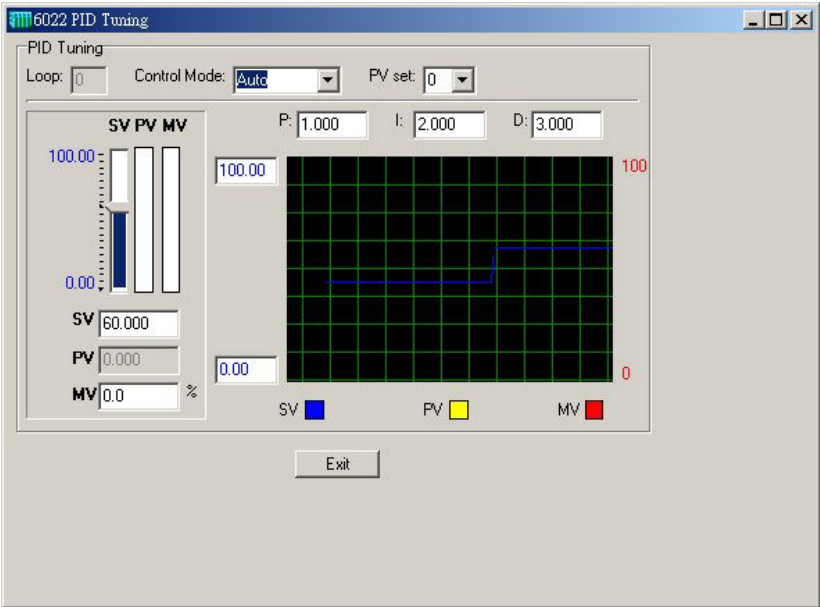 6022 PID Tuning
PID Tuning
Loop: 0 Control Mode: Auto PV set: 0
SV PV MV P: 1.000 I: 2.000 D: 3.000
100.00 100.00 100
0.00
SV 60.000
PV 0.000 0.00 0
MV 0.0 %
SV PV MV
Exit